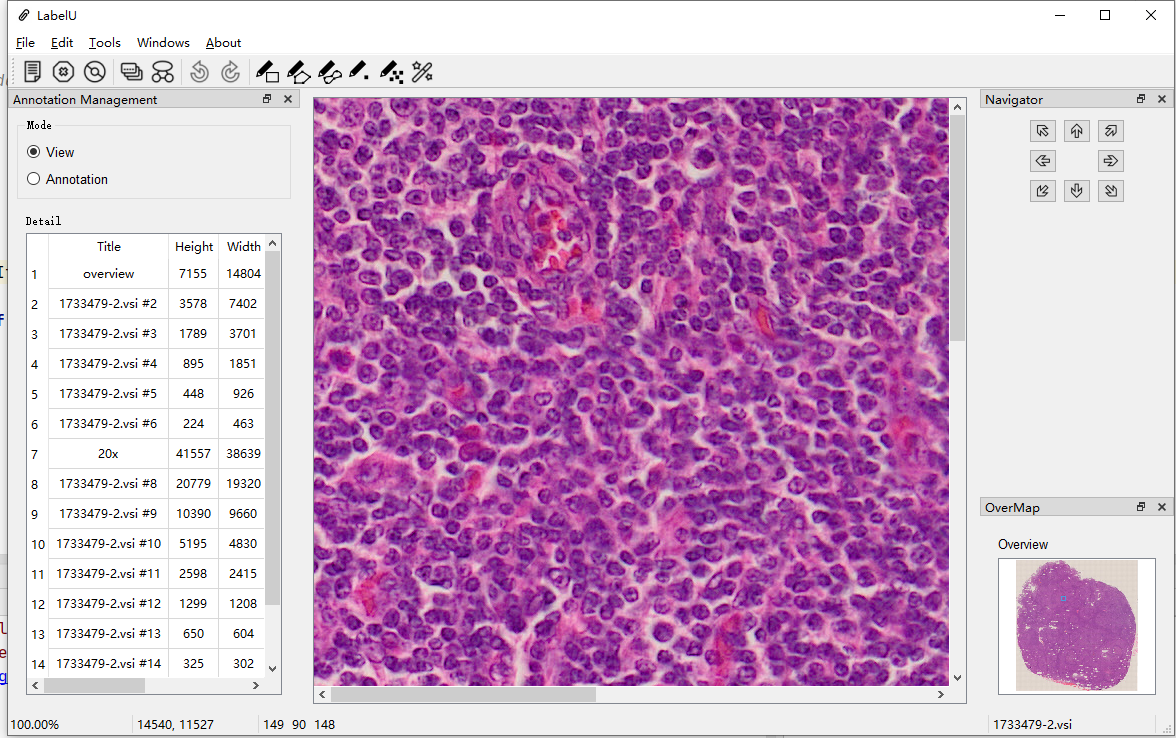 LabelU
File Edit Tools Windows About
Annotation Management
Mode
View
Annotation
Detail
Title Height Width
1 overview 7155 14804
2 1733479-2.vsi #2 3578 7402
3 1733479-2.vsi #3 1789 3701
4 1733479-2.vsi #4 895 1851
5 1733479-2.vsi #5 448 926
6 1733479-2.vsi #6 224 463
7 20x 41557 38639
8 1733479-2.vsi #8 20779 19320
9 1733479-2.vsi #9 10390 9660
10 1733479-2.vsi #10 5195 4830
11 1733479-2.vsi #11 2598 2415
12 1733479-2.vsi #12 1299 1208
13 1733479-2.vsi #13 650 604
14 1733479-2.vsi #14 325 302
Navigator
OverMap
Overview
100.00% 14540, 11527 149 90 148 1733479-2.vsi